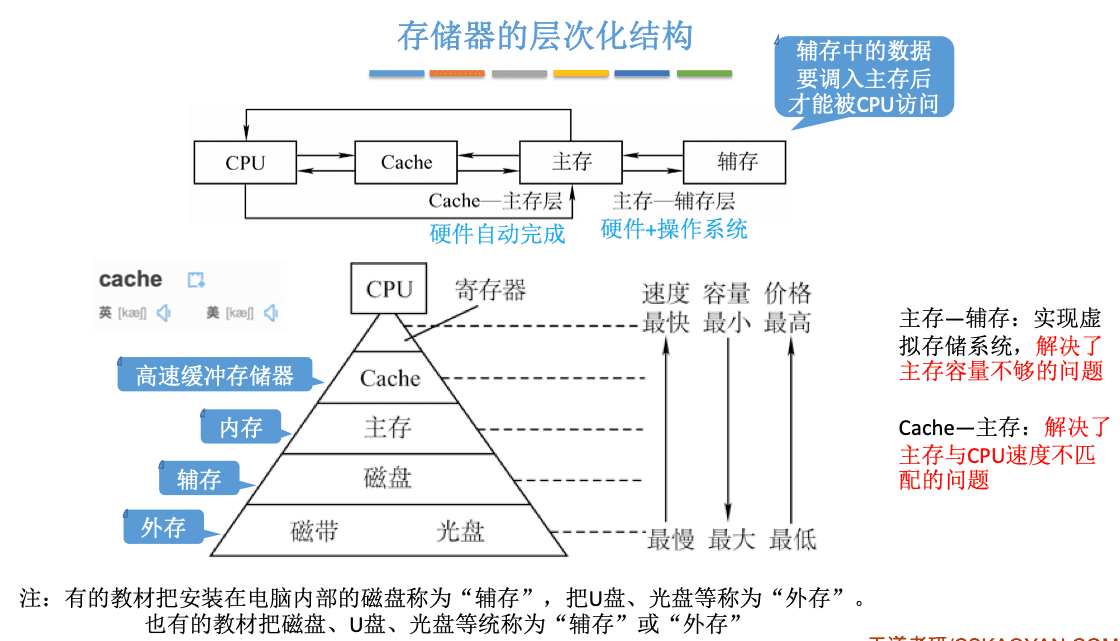 存储器的层次化结构
辅存中的数据
要调入主存后
才能被CPU访问
CPU
Cache
主存
辅存
Cache—主存层
主存—辅存层
硬件自动完成
硬件+操作系统
cache
英 [kæʃ]
美 [kæʃ]
CPU
寄存器
速度 容量 价格
最快 最小 最高
高速缓冲存储器
Cache
内存
主存
辅存
磁盘
外存
磁带
光盘
最慢 最大 最低
主存—辅存：实现虚
拟存储系统，解决了
主存容量不够的问题
Cache—主存：解决了
主存与CPU速度不匹
配的问题
注：有的教材把安装在电脑内部的磁盘称为“辅存”，把U盘、光盘等称为“外存”。
也有的教材把磁盘、U盘、光盘等统称为“辅存”或“外存”